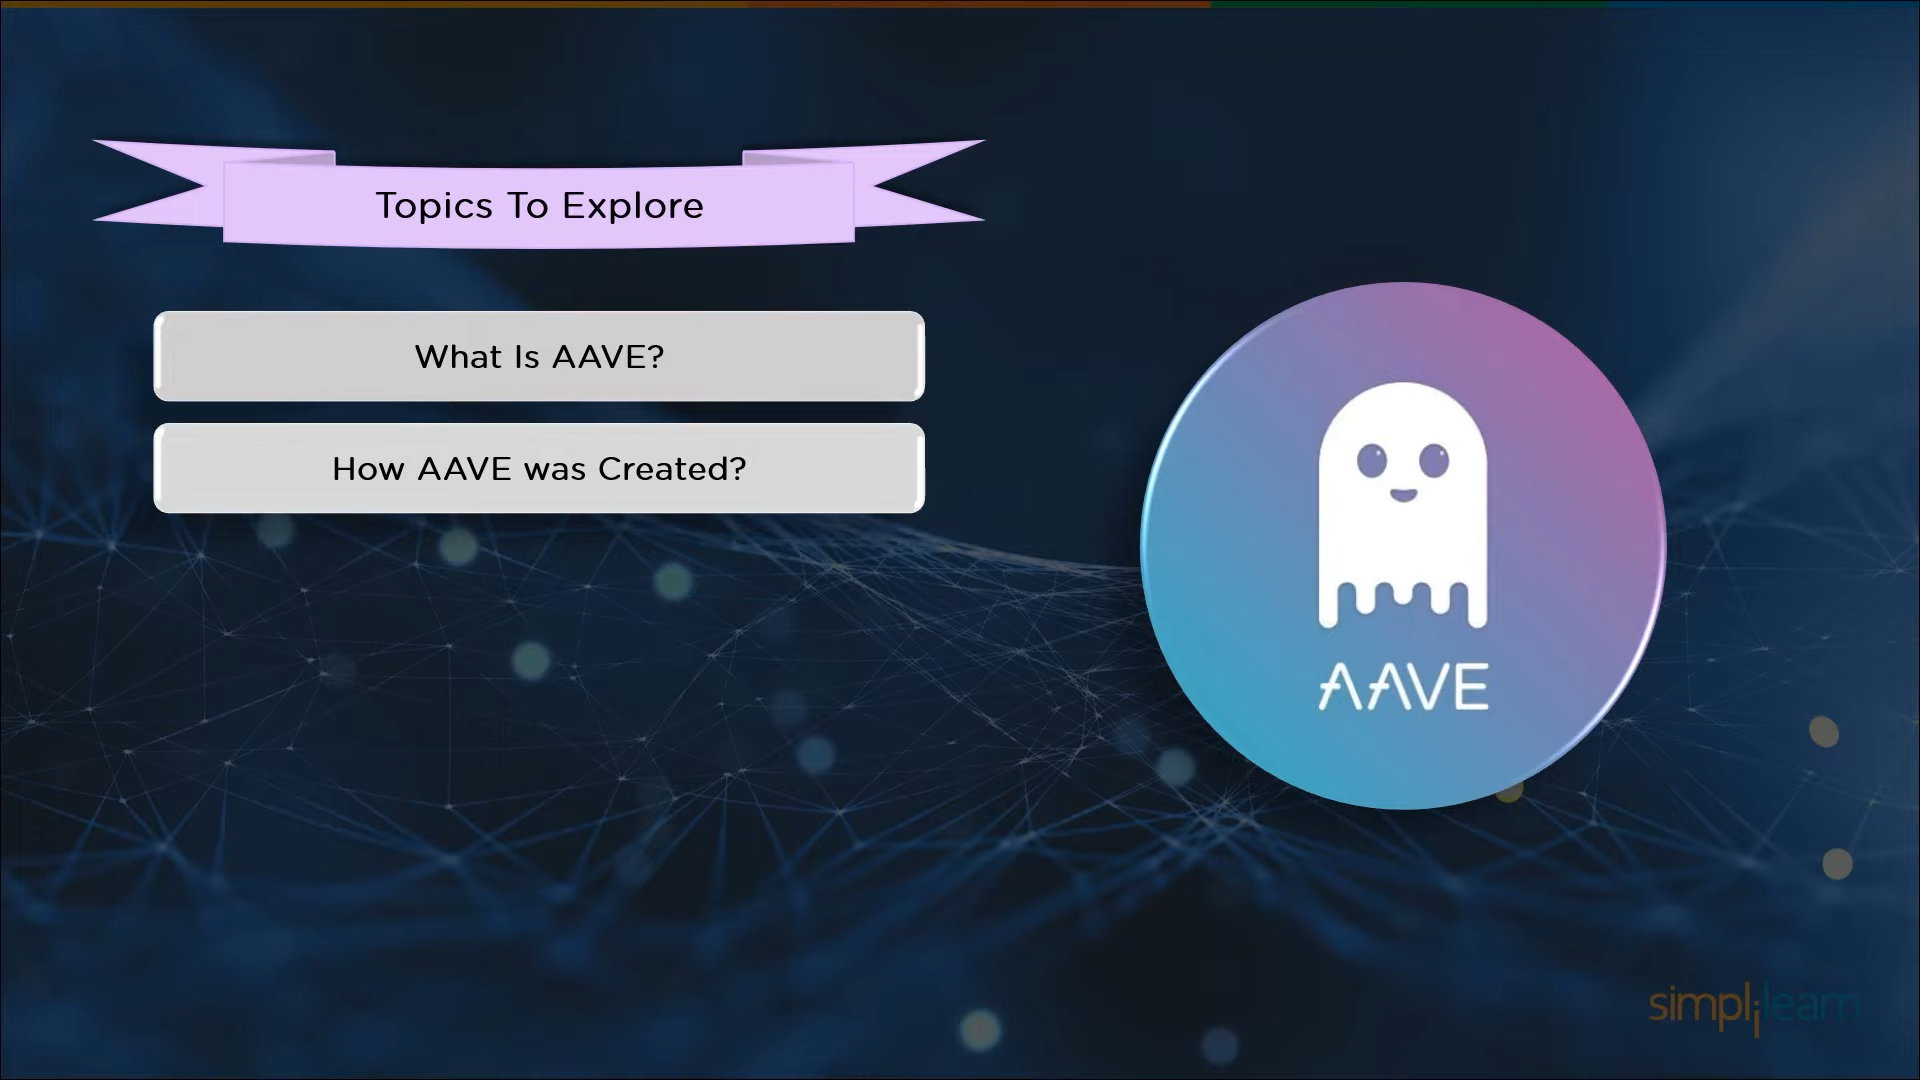 Topics To Explore
What Is AAVE?
How AAVE was Created?
AAVE
simplilearn